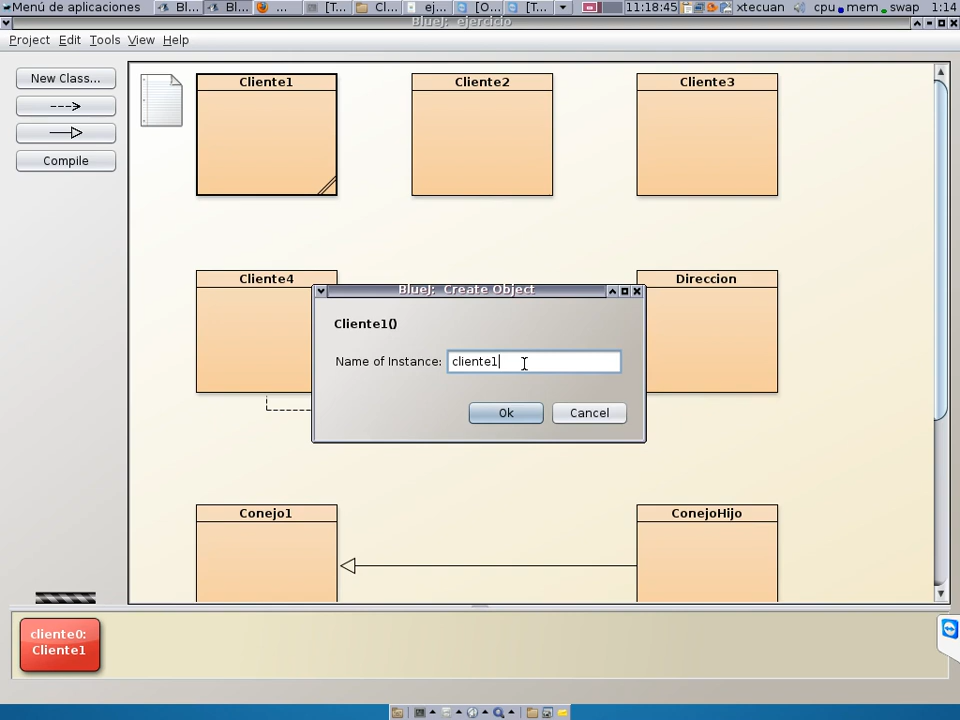 Menú de aplicaciones
Bl...
Bl...
...
[T...
Cl...
ej...
[O...
[T...
11:18:45
xtecuan
cpu mem swap
1:14
BlueJ: ejercicio
Project Edit Tools View Help
New Class...
Compile
Cliente1
Cliente2
Cliente3
Cliente4
Direccion
BlueJ: Create Object
Cliente1()
Name of Instance: cliente1
Ok Cancel
Conejo1
ConejoHijo
cliente0:
Cliente1